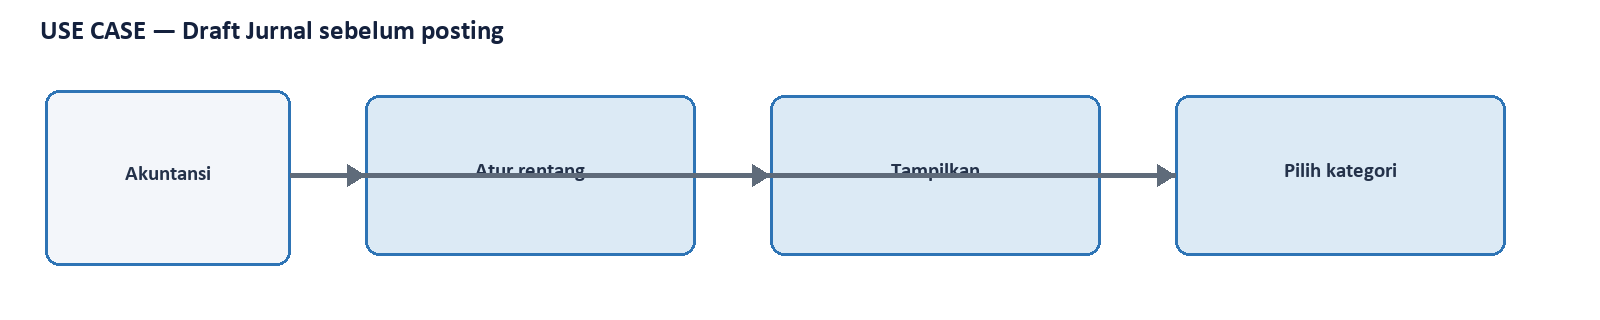 USE CASE — Draft Jurnal sebelum posting
Akuntansi
Atur rentang
Tampilkan
Pilih kategori